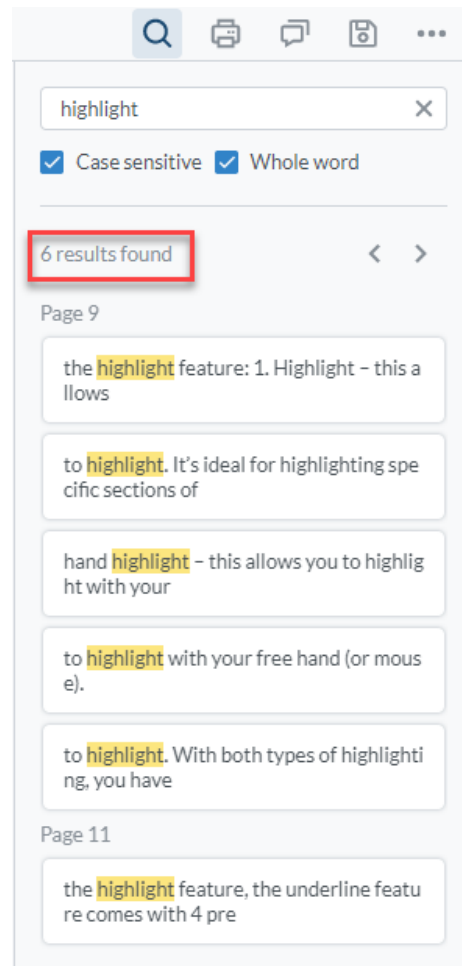 highlight
Case sensitive Whole word
6 results found
Page 9
the highlight feature: 1. Highlight – this a
llows
to highlight. It’s ideal for highlighting spe
cific sections of
hand highlight – this allows you to highlig
ht with your
to highlight with your free hand (or mous
e).
to highlight. With both types of highlighti
ng, you have
Page 11
the highlight feature, the underline featu
re comes with 4 pre